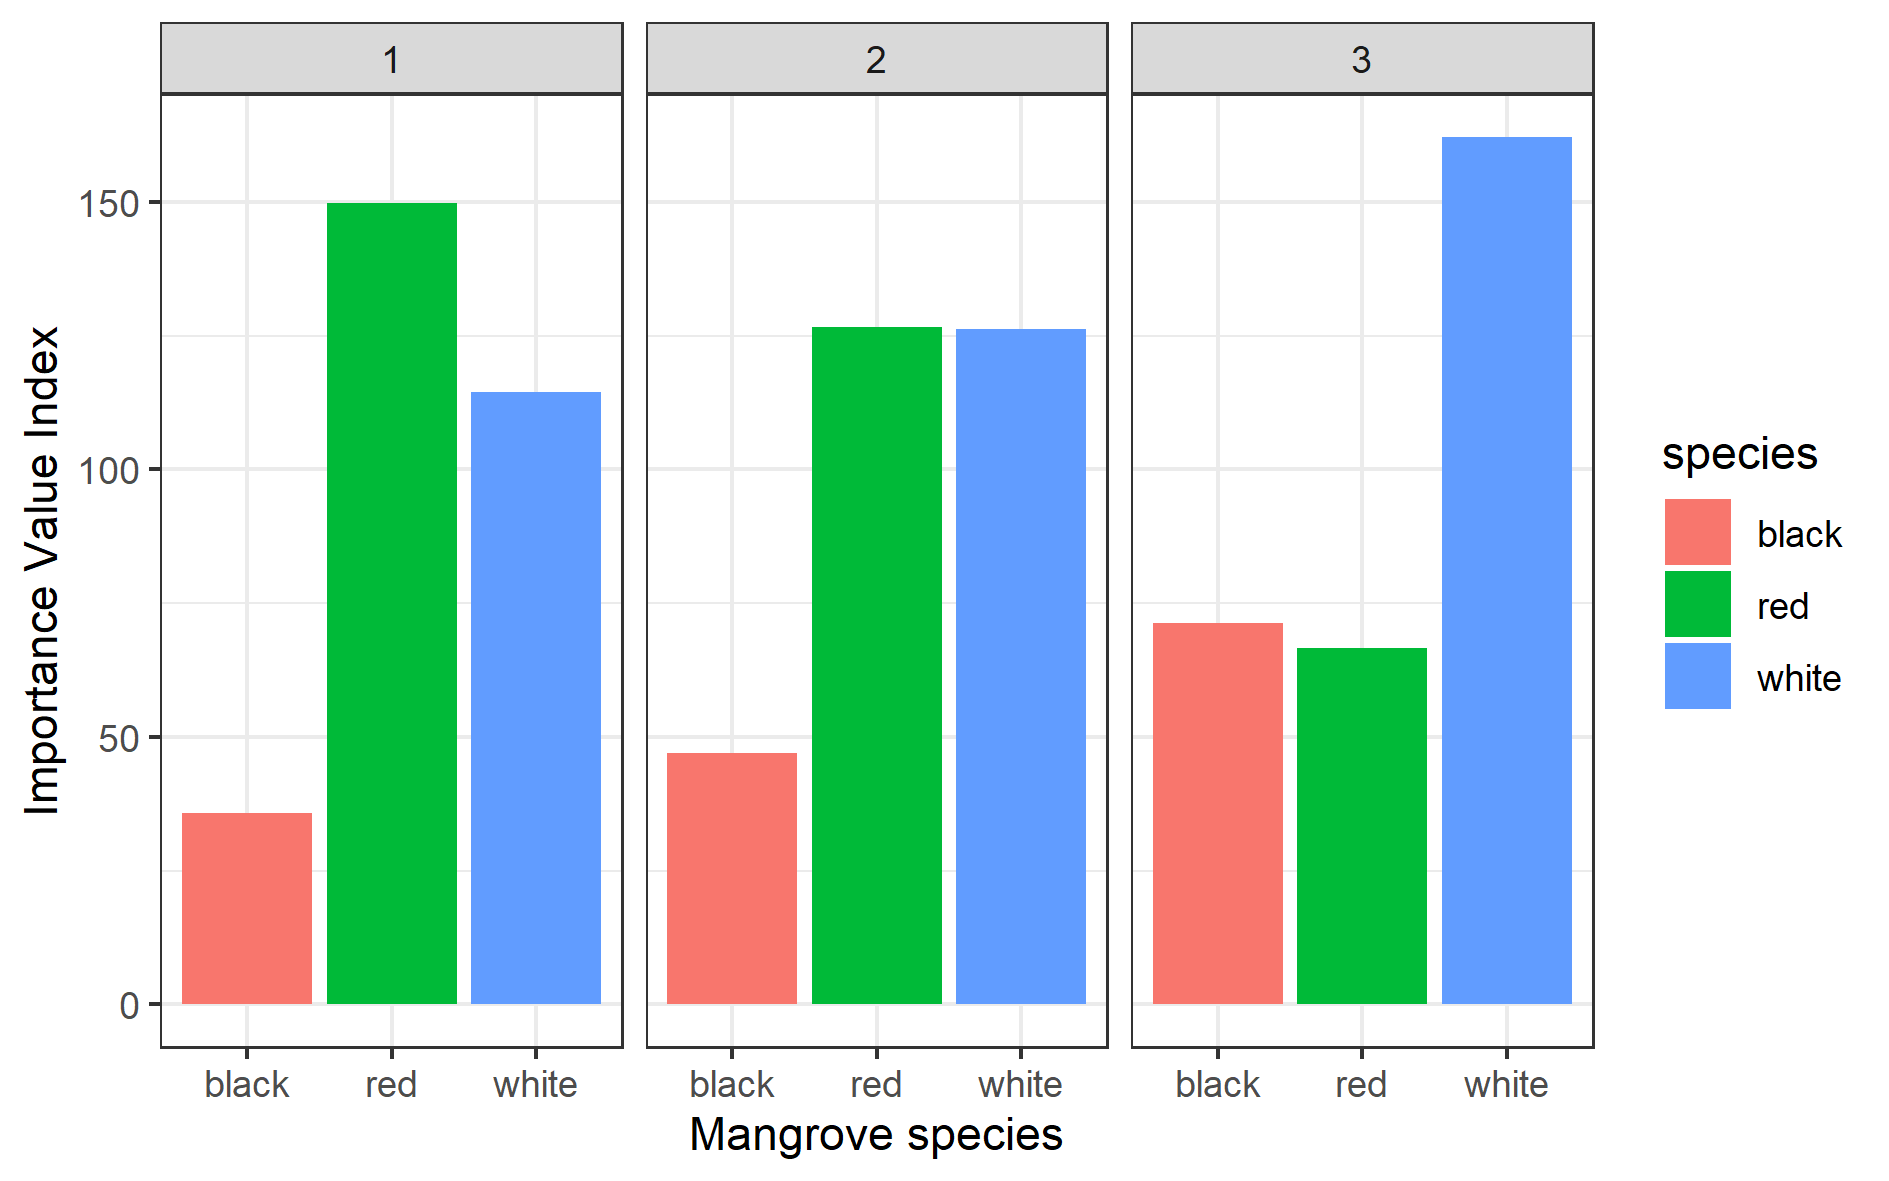 1 2 3
Importance Value Index
150
100
50
0
black red white black red white black red white
Mangrove species
species
black
red
white